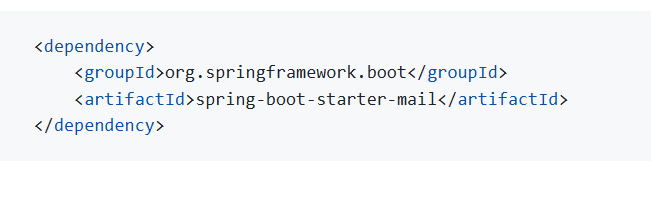 <dependency>
    <groupId>org.springframework.boot</groupId>
    <artifactId>spring-boot-starter-mail</artifactId>
</dependency>